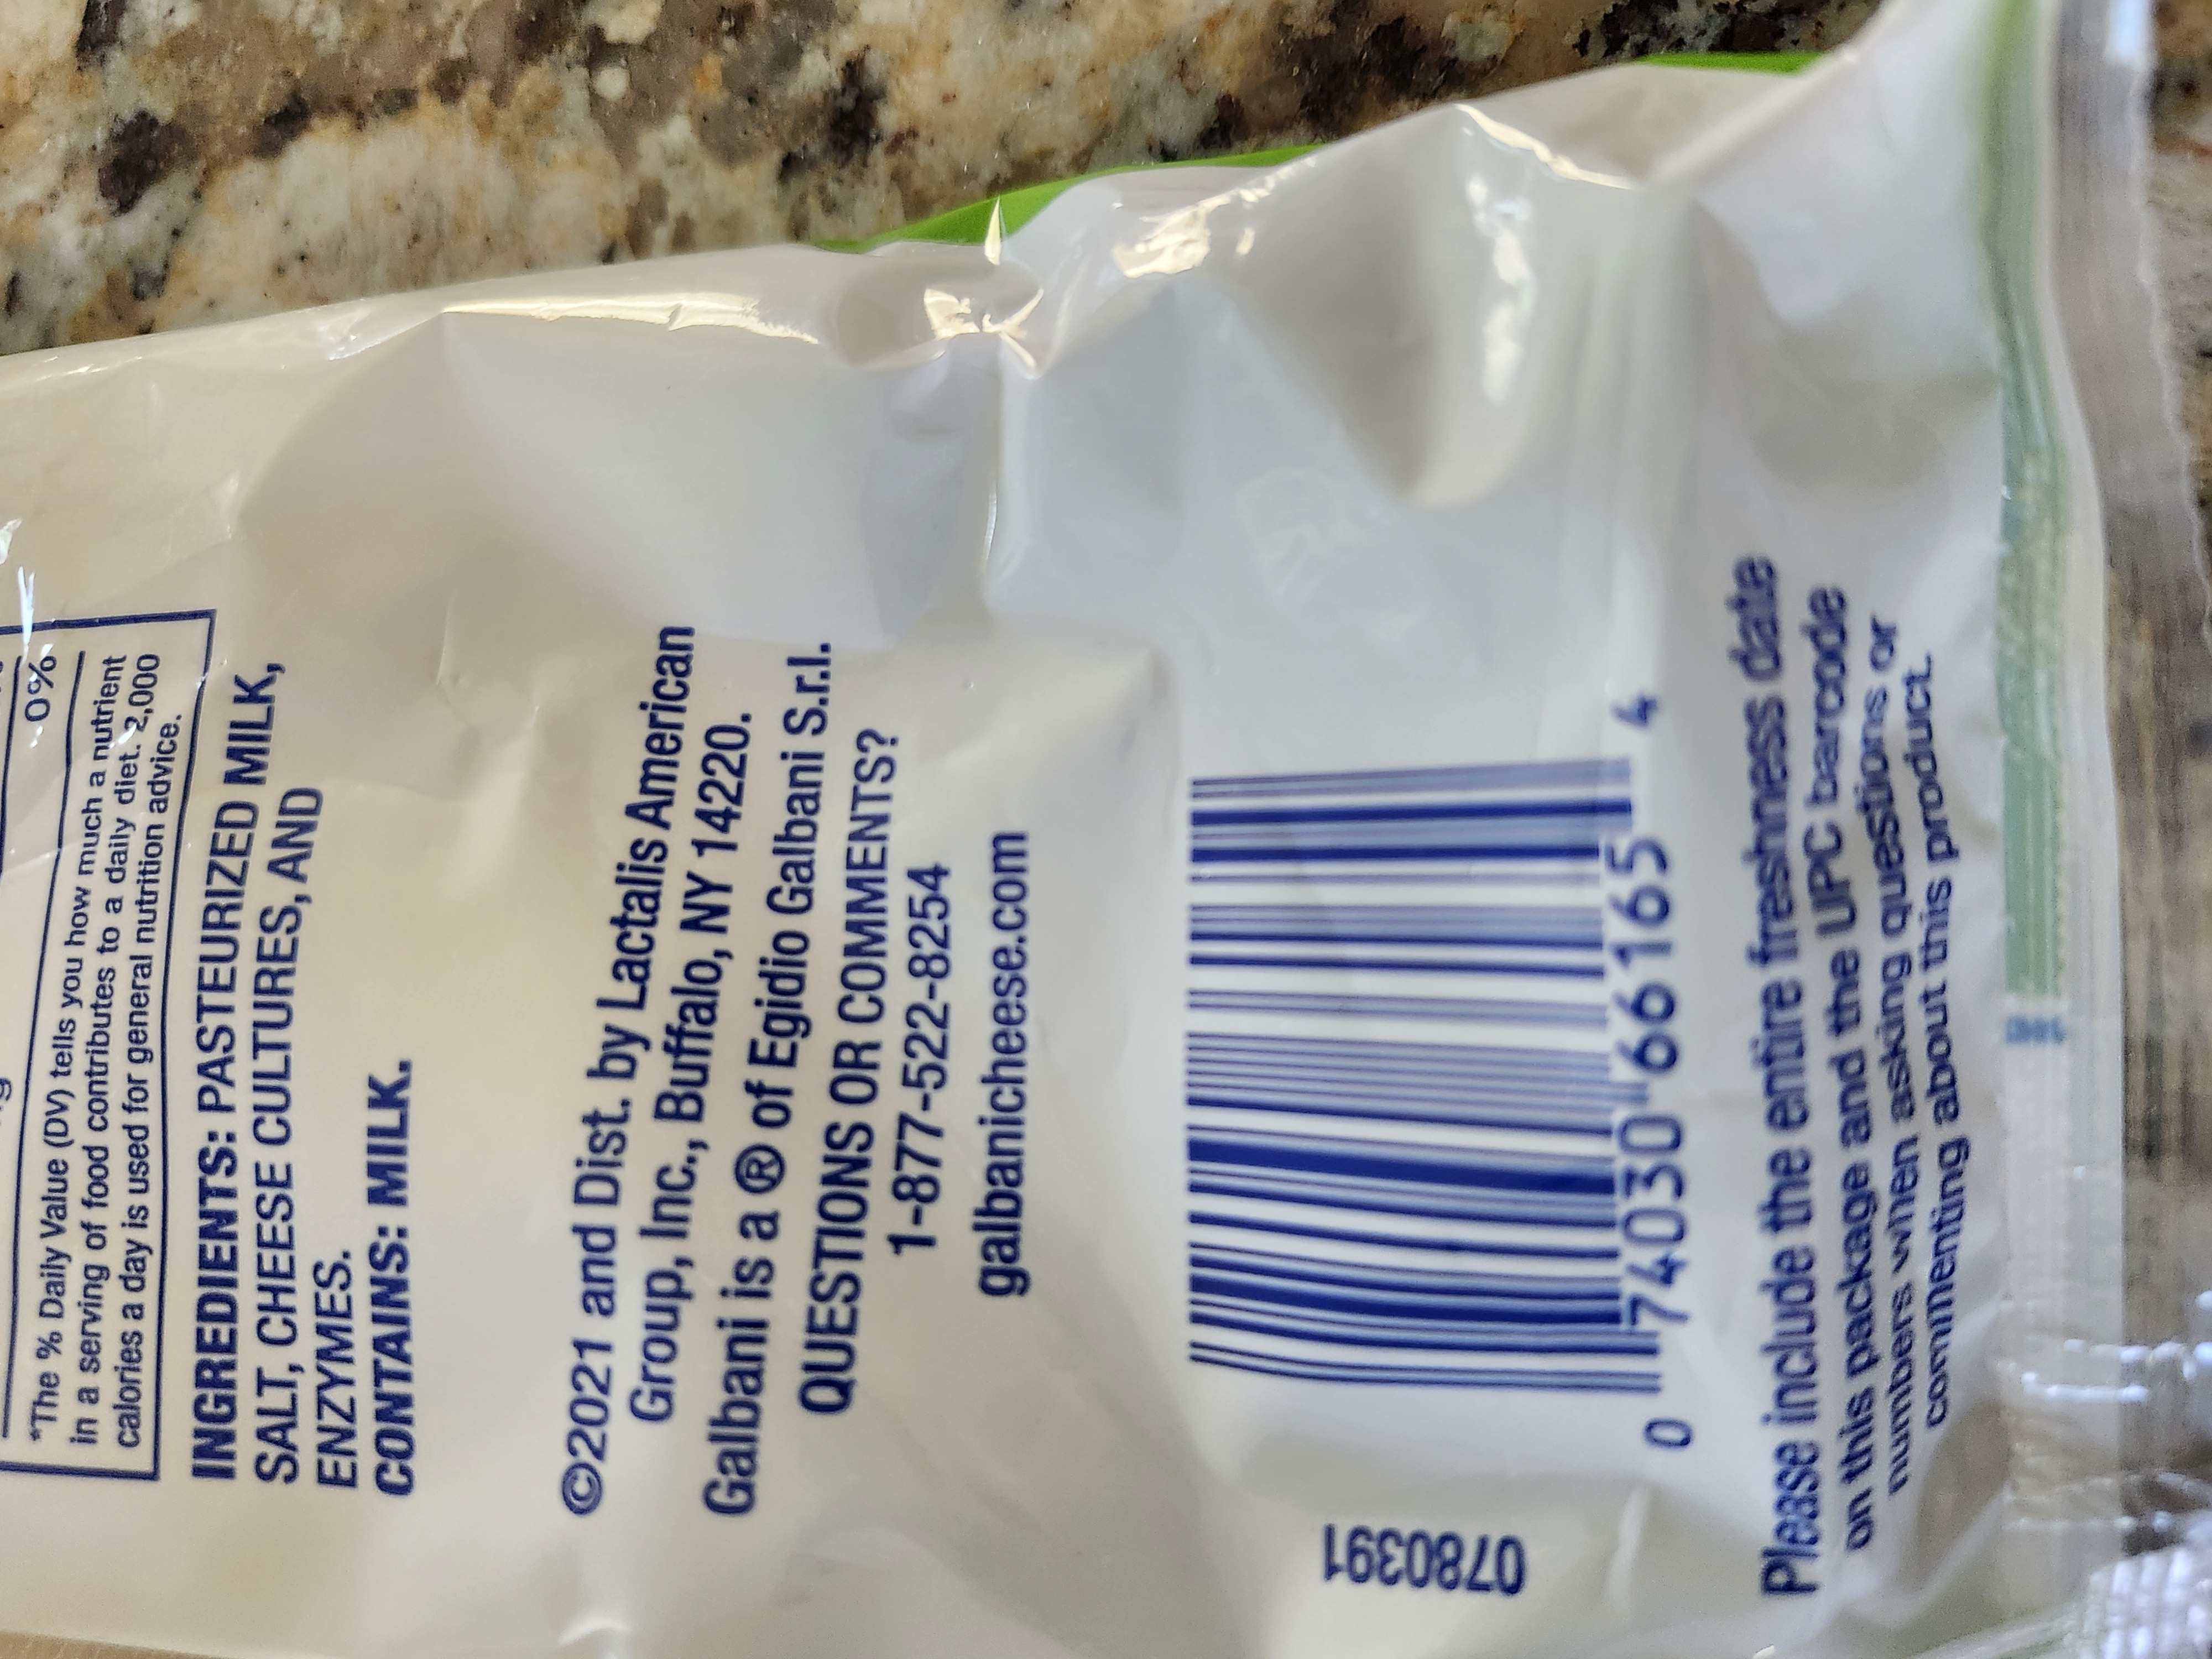 0%
*The % Daily Value (DV) tells you how much a nutrient
in a serving of food contributes to a daily diet. 2,000
calories a day is used for general nutrition advice.
INGREDIENTS: PASTEURIZED MILK,
SALT, CHEESE CULTURES, AND
ENZYMES.
CONTAINS: MILK.
©2021 and Dist. by Lactalis American
Group, Inc., Buffalo, NY 14220.
Galbani is a ® of Egidio Galbani S.r.l.
QUESTIONS OR COMMENTS?
1-877-522-8254
galbanicheese.com
0 74030 66165 4
0780391
Please include the entire freshness date
on this package and the UPC barcode
numbers when asking questions or
commenting about this product.